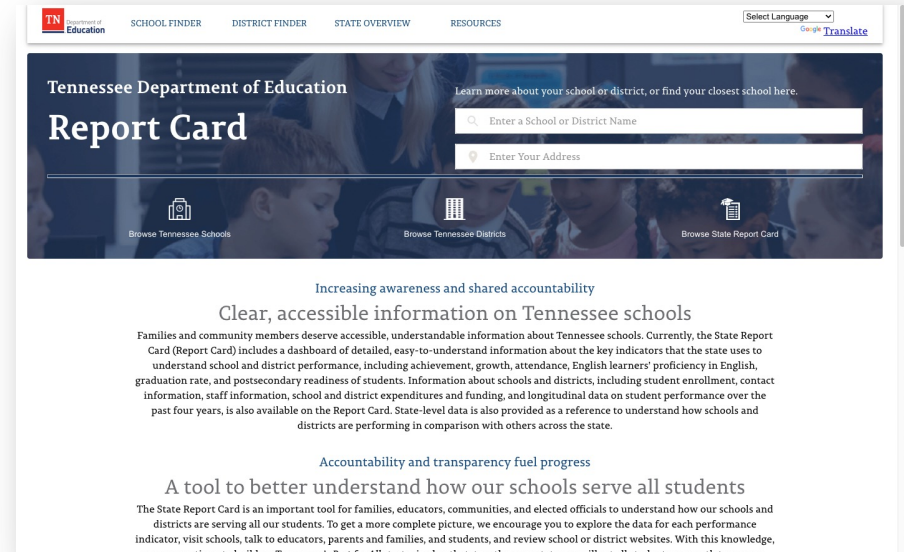 TN Department of Education
SCHOOL FINDER
DISTRICT FINDER
STATE OVERVIEW
RESOURCES
Select Language
Google Translate
Tennessee Department of Education
Report Card
Learn more about your school or district, or find your closest school here.
Enter a School or District Name
Enter Your Address
Browse Tennessee Schools
Browse Tennessee Districts
Browse State Report Card
Increasing awareness and shared accountability
Clear, accessible information on Tennessee schools
Families and community members deserve accessible, understandable information about Tennessee schools. Currently, the State Report
Card (Report Card) includes a dashboard of detailed, easy-to-understand information about the key indicators that the state uses to
understand school and district performance, including achievement, growth, attendance, English learners' proficiency in English,
graduation rate, and postsecondary readiness of students. Information about schools and districts, including student enrollment, contact
information, staff information, school and district expenditures and funding, and longitudinal data on student performance over the
past four years, is also available on the Report Card. State-level data is also provided as a reference to understand how schools and
districts are performing in comparison with others across the state.
Accountability and transparency fuel progress
A tool to better understand how our schools serve all students
The State Report Card is an important tool for families, educators, communities, and elected officials to understand how our schools and
districts are serving all our students. To get a more complete picture, we encourage you to explore the data for each performance
indicator, visit schools, talk to educators, parents and families, and students, and review school or district websites. With this knowledge,